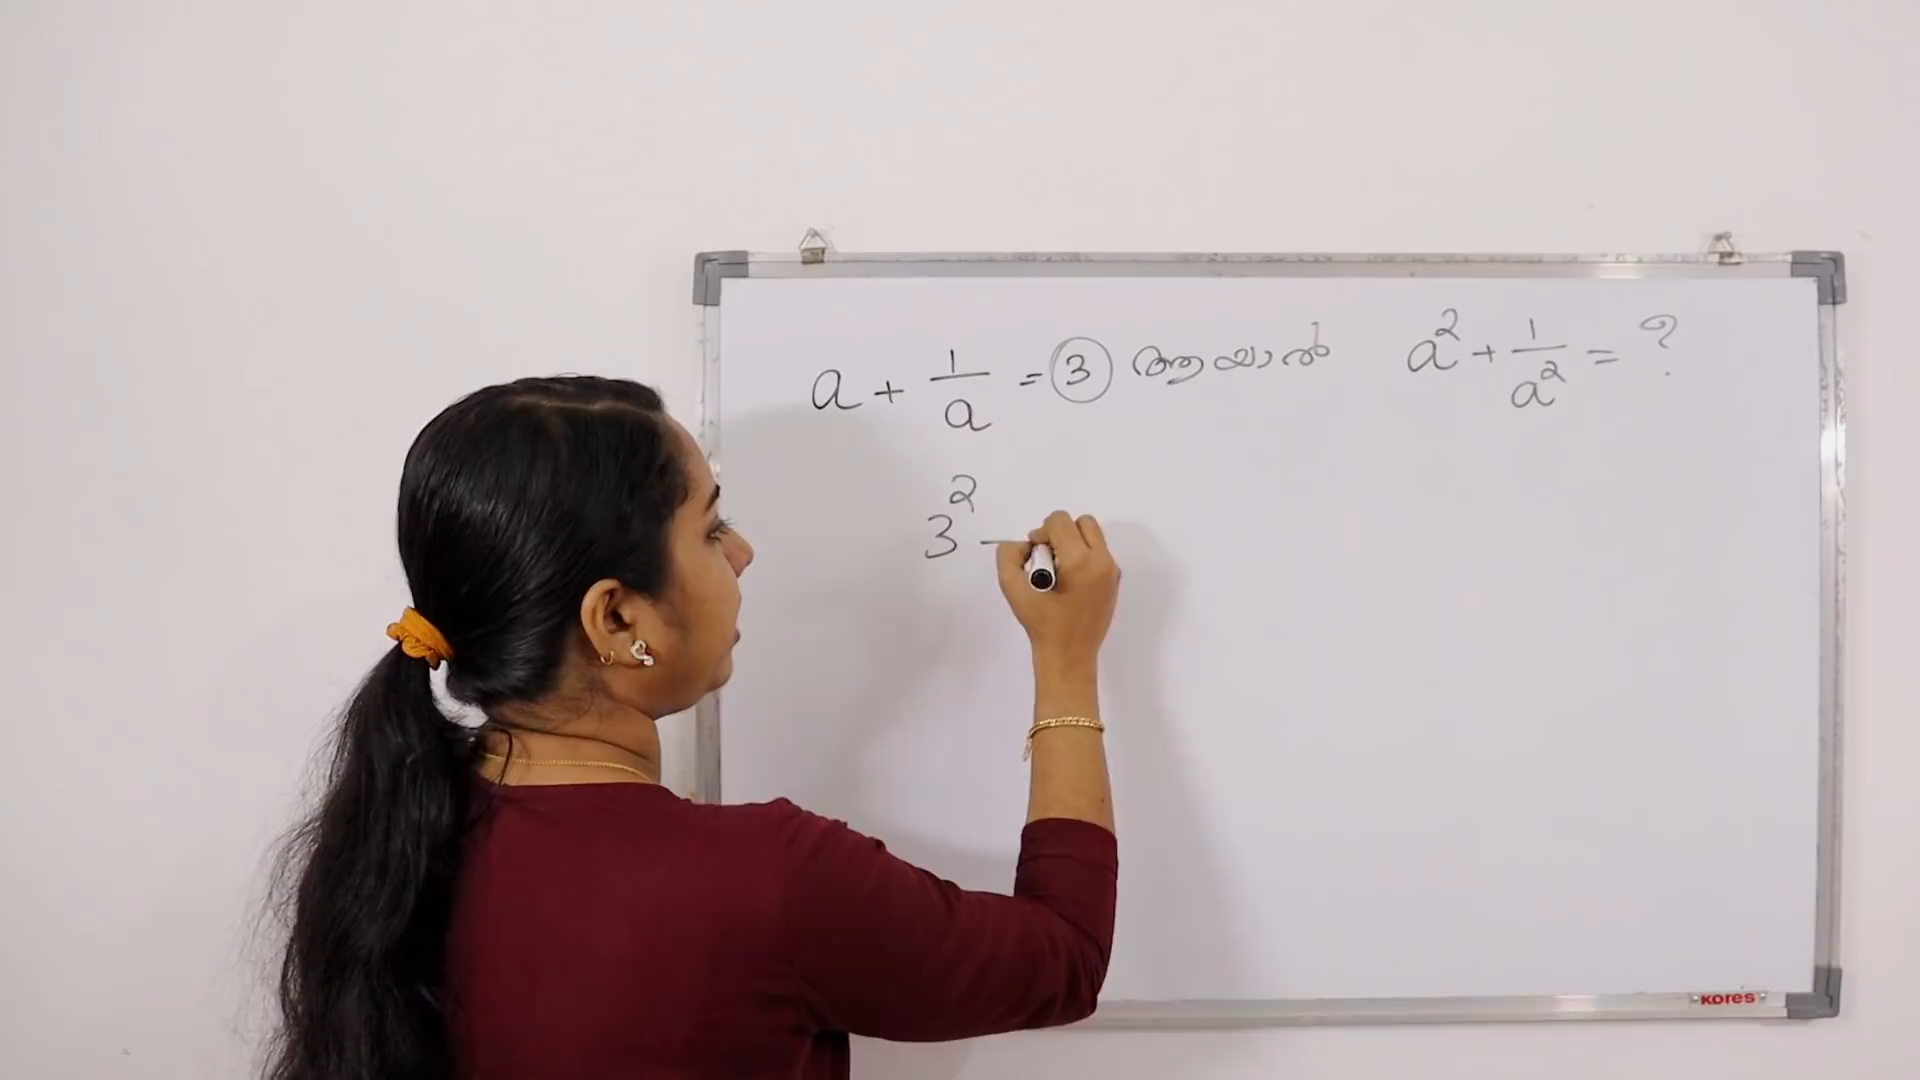 a + 1/a = 3 ആയാൽ a² + 1/a² = ?
3² –
KORES